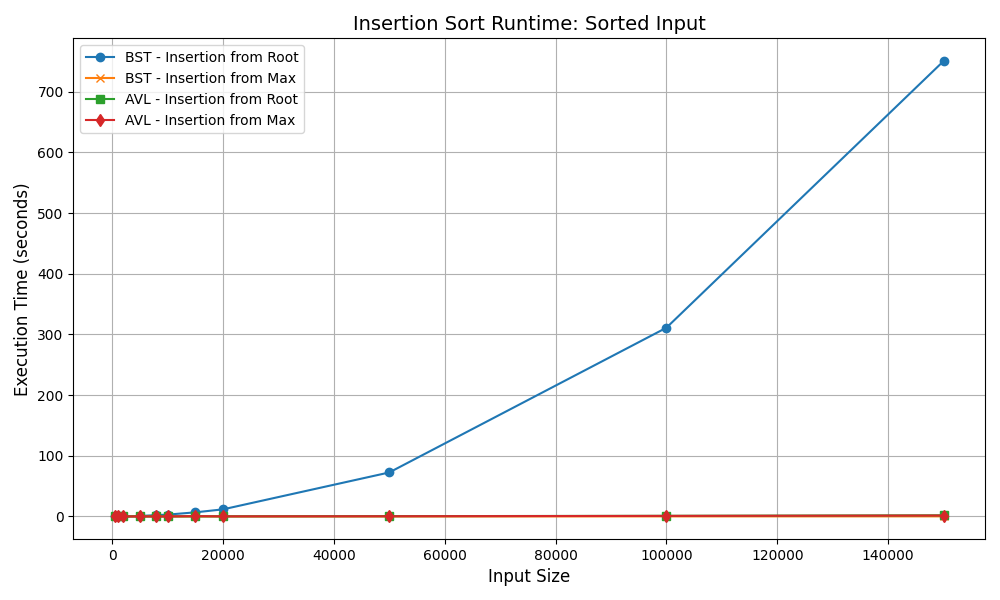 Insertion Sort Runtime: Sorted Input
BST - Insertion from Root
BST - Insertion from Max
AVL - Insertion from Root
AVL - Insertion from Max
Execution Time (seconds)
700
600
500
400
300
200
100
0
0 20000 40000 60000 80000 100000 120000 140000
Input Size